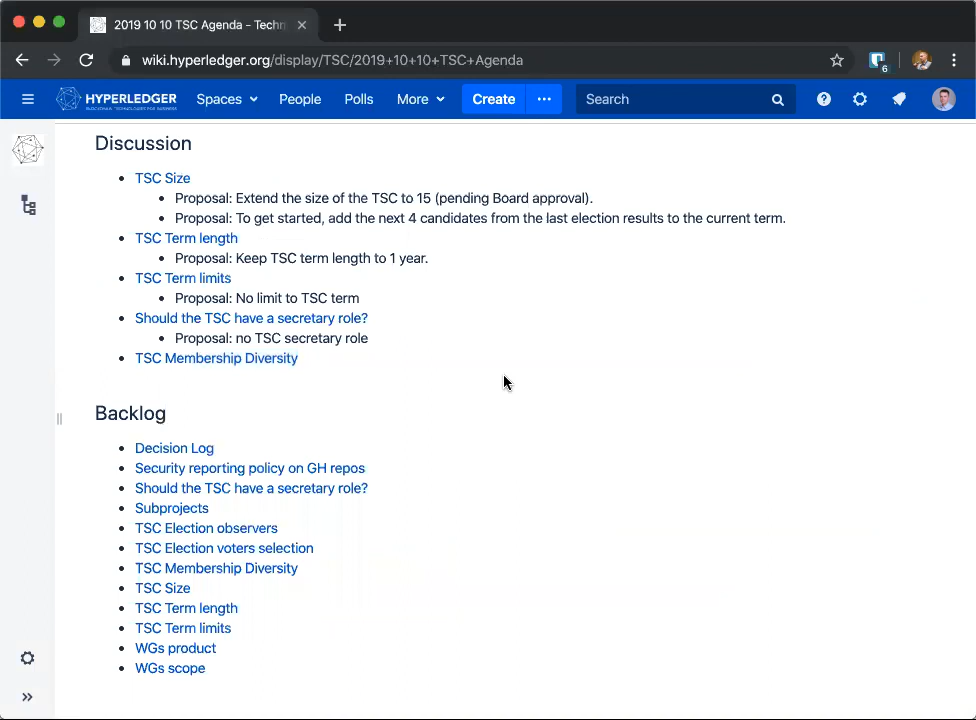 2019 10 10 TSC Agenda - Techn
wiki.hyperledger.org/display/TSC/2019+10+10+TSC+Agenda
6
HYPERLEDGER
BLOCKCHAIN TECHNOLOGIES FOR BUSINESS
Spaces
People
Polls
More
Create
Search
Discussion
TSC Size
Proposal: Extend the size of the TSC to 15 (pending Board approval).
Proposal: To get started, add the next 4 candidates from the last election results to the current term.
TSC Term length
Proposal: Keep TSC term length to 1 year.
TSC Term limits
Proposal: No limit to TSC term
Should the TSC have a secretary role?
Proposal: no TSC secretary role
TSC Membership Diversity
Backlog
Decision Log
Security reporting policy on GH repos
Should the TSC have a secretary role?
Subprojects
TSC Election observers
TSC Election voters selection
TSC Membership Diversity
TSC Size
TSC Term length
TSC Term limits
WGs product
WGs scope